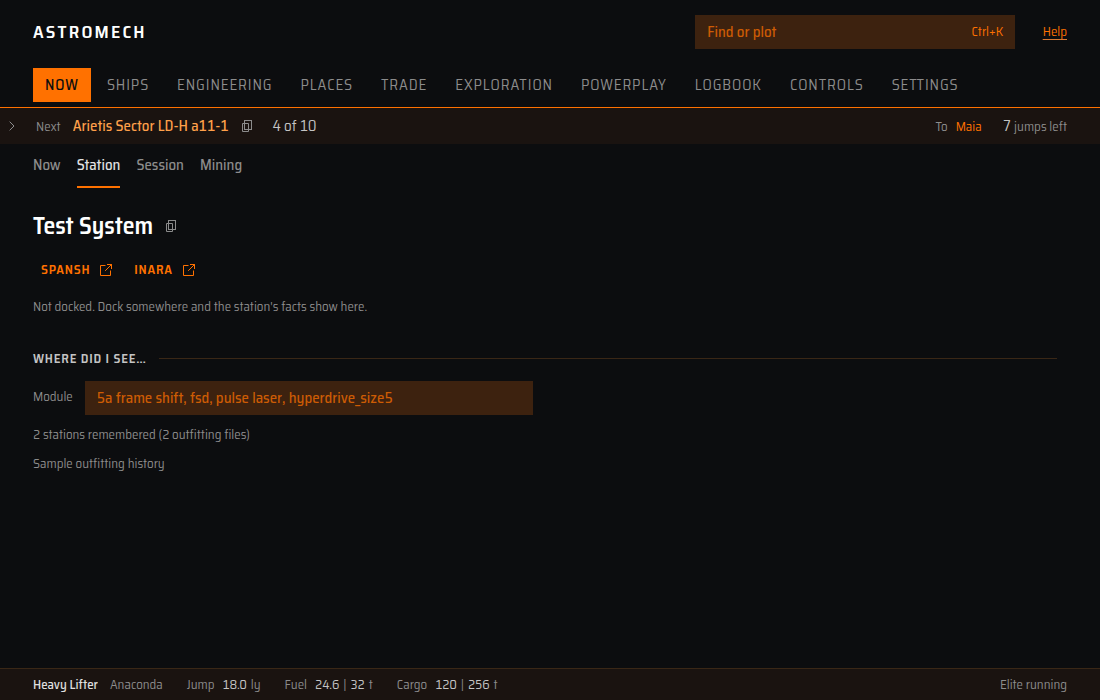 ASTROMECH
Find or plot Ctrl+K Help
NOW SHIPS ENGINEERING PLACES TRADE EXPLORATION POWERPLAY LOGBOOK CONTROLS SETTINGS
Next Arietis Sector LD-H a11-1 4 of 10 To Maia 7 jumps left
Now Station Session Mining
Test System
SPANSH INARA
Not docked. Dock somewhere and the station's facts show here.
WHERE DID I SEE...
Module 5a frame shift, fsd, pulse laser, hyperdrive_size5
2 stations remembered (2 outfitting files)
Sample outfitting history
Heavy Lifter Anaconda Jump 18.0 ly Fuel 24.6 | 32 t Cargo 120 | 256 t Elite running